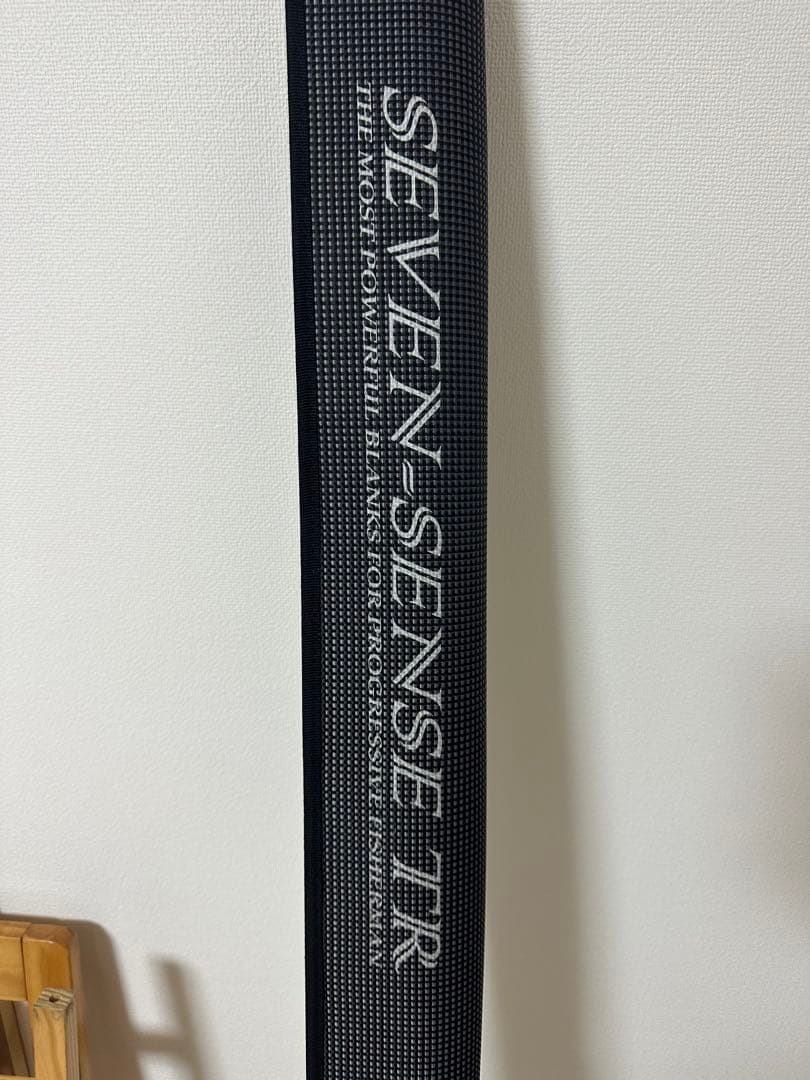 SEVEN-SENSE TR
THE MOST POWERFUL BLANKS FOR PROGRESSIVE FISHERMAN